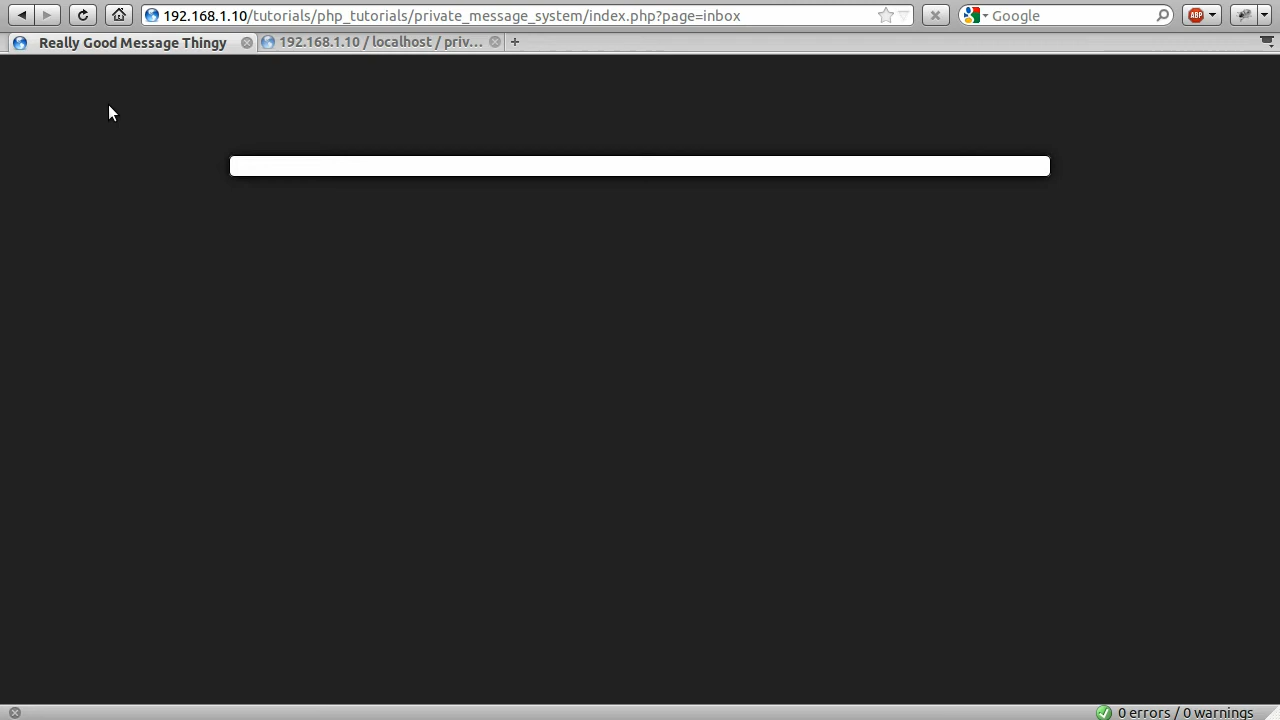 192.168.1.10/tutorials/php_tutorials/private_message_system/index.php?page=inbox
Google
ABP
Really Good Message Thingy
192.168.1.10 / localhost / priv...
0 errors / 0 warnings